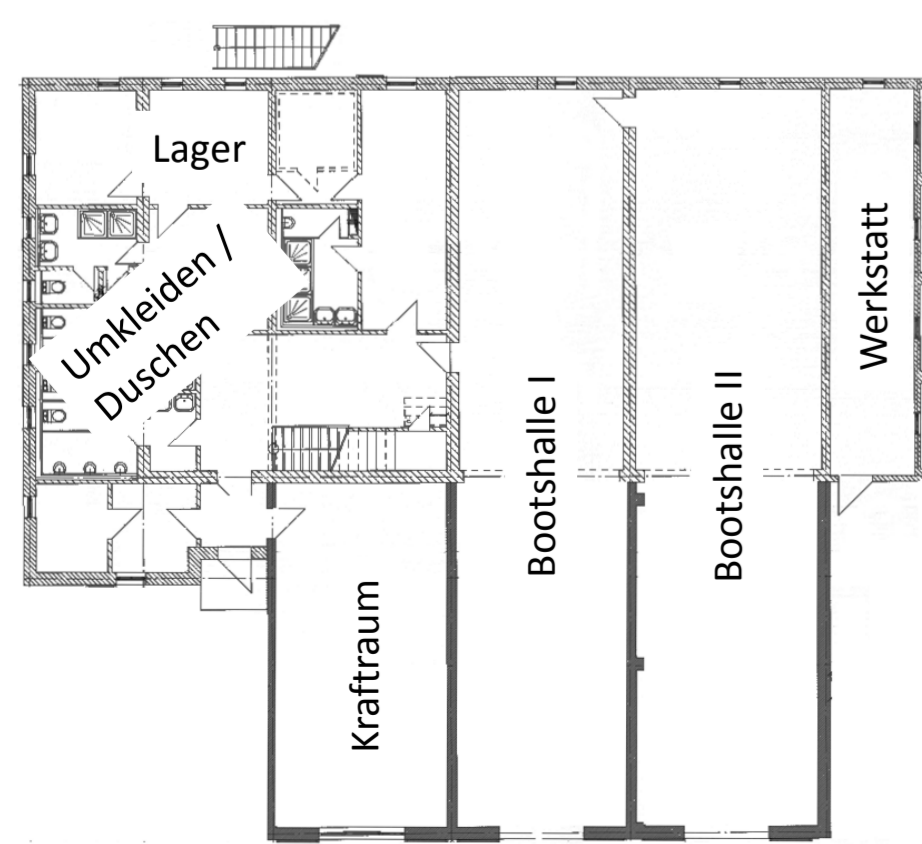 Lager
Umkleiden /
Duschen
Kraftraum
Bootshalle I
Bootshalle II
Werkstatt